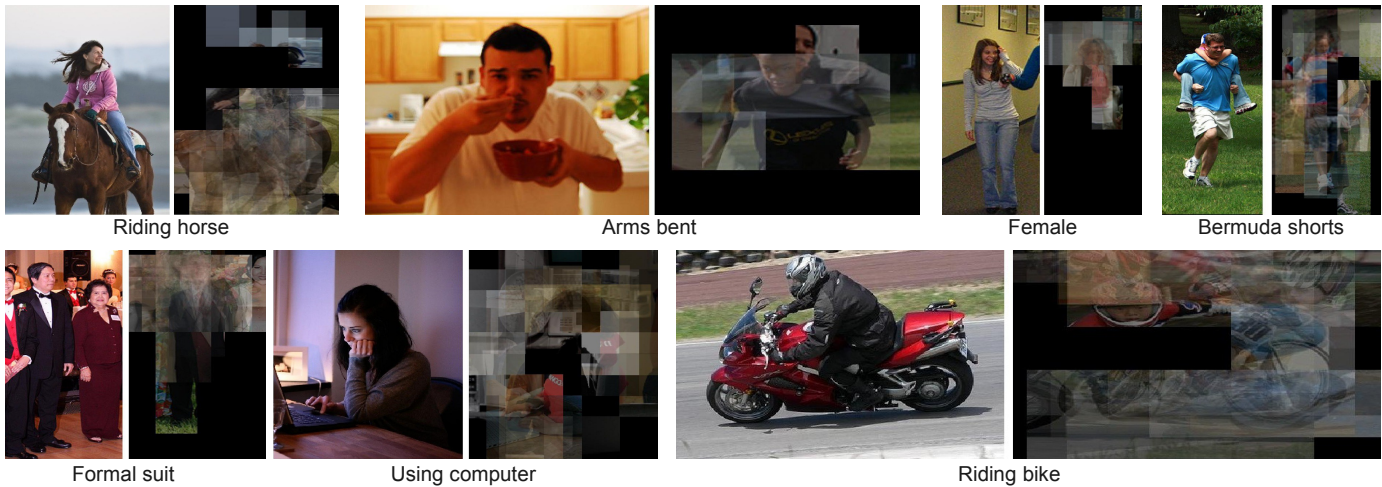 Riding horse
Arms bent
Female
Bermuda shorts
Formal suit
Using computer
Riding bike